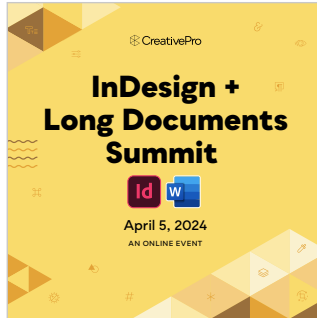 CreativePro
InDesign +
Long Documents
Summit
Id W
April 5, 2024
AN ONLINE EVENT